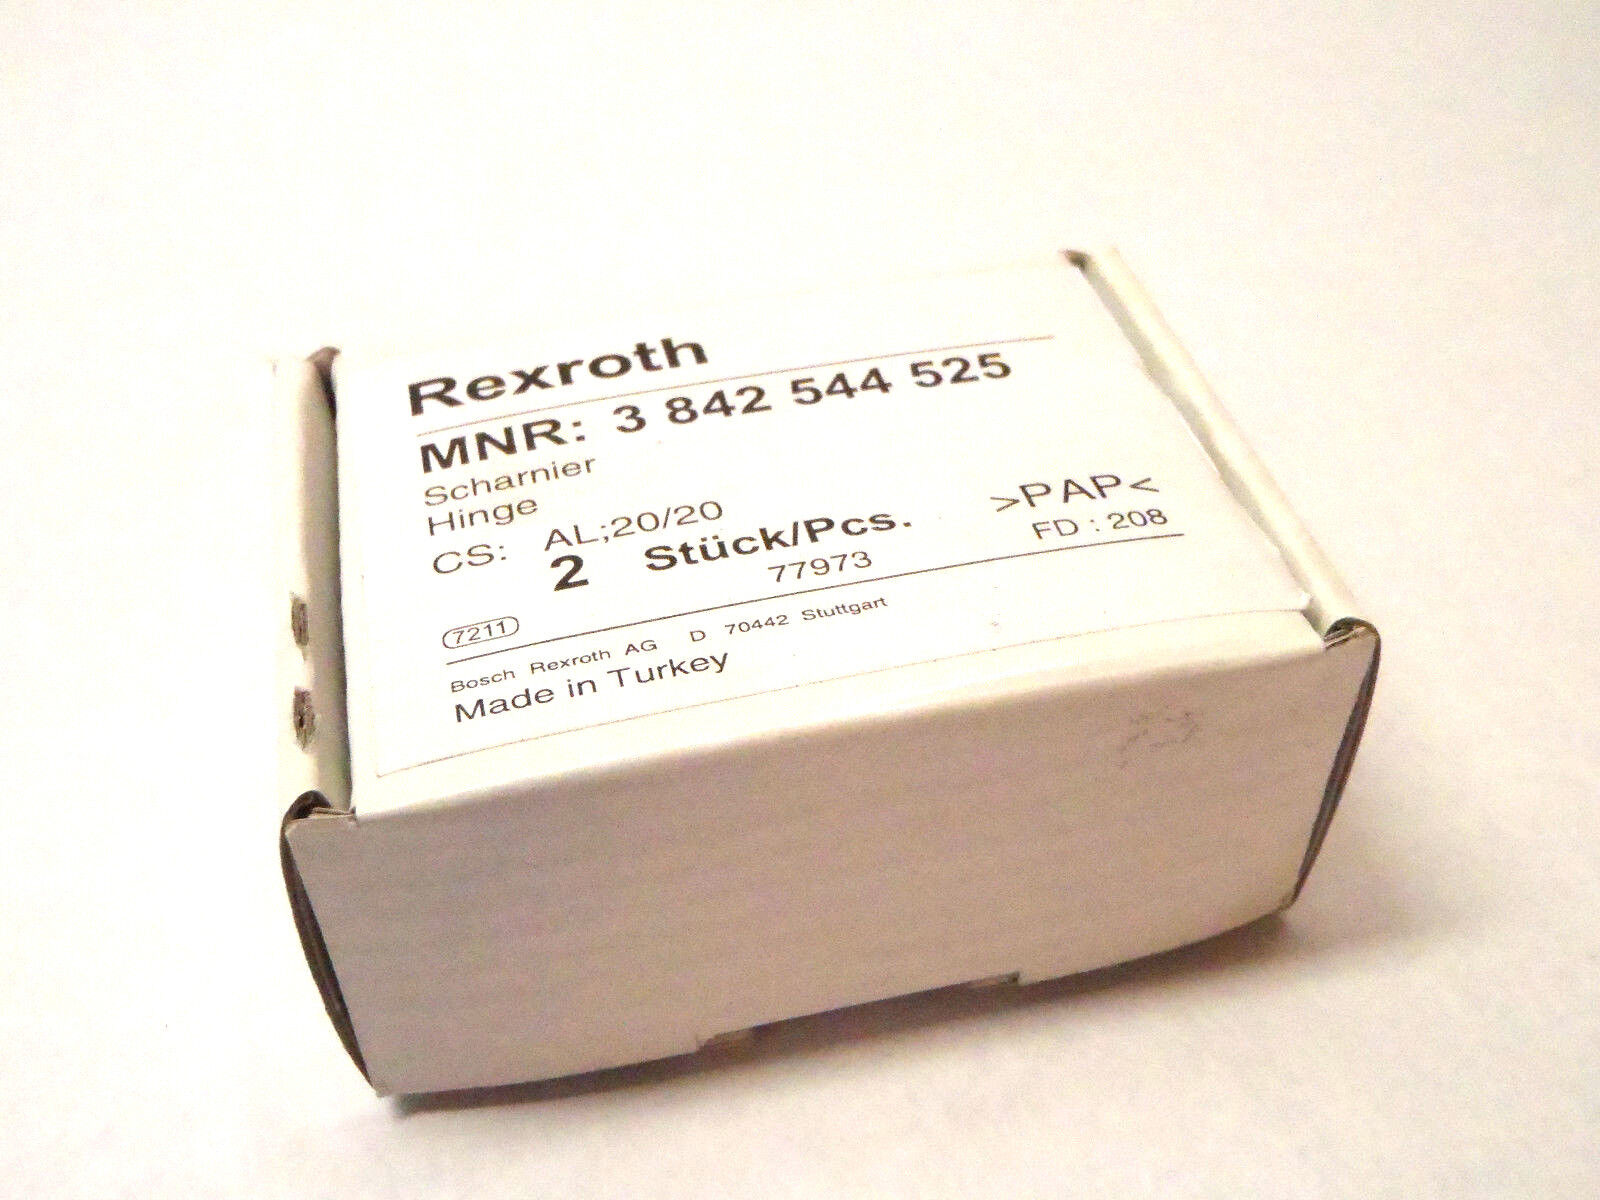 Rexroth
MNR: 3 842 544 525
Scharnier
Hinge
CS: AL;20/20
2 Stück/Pcs. >PAP<
77973 FD : 208
7211
Bosch Rexroth AG D 70442 Stuttgart
Made in Turkey